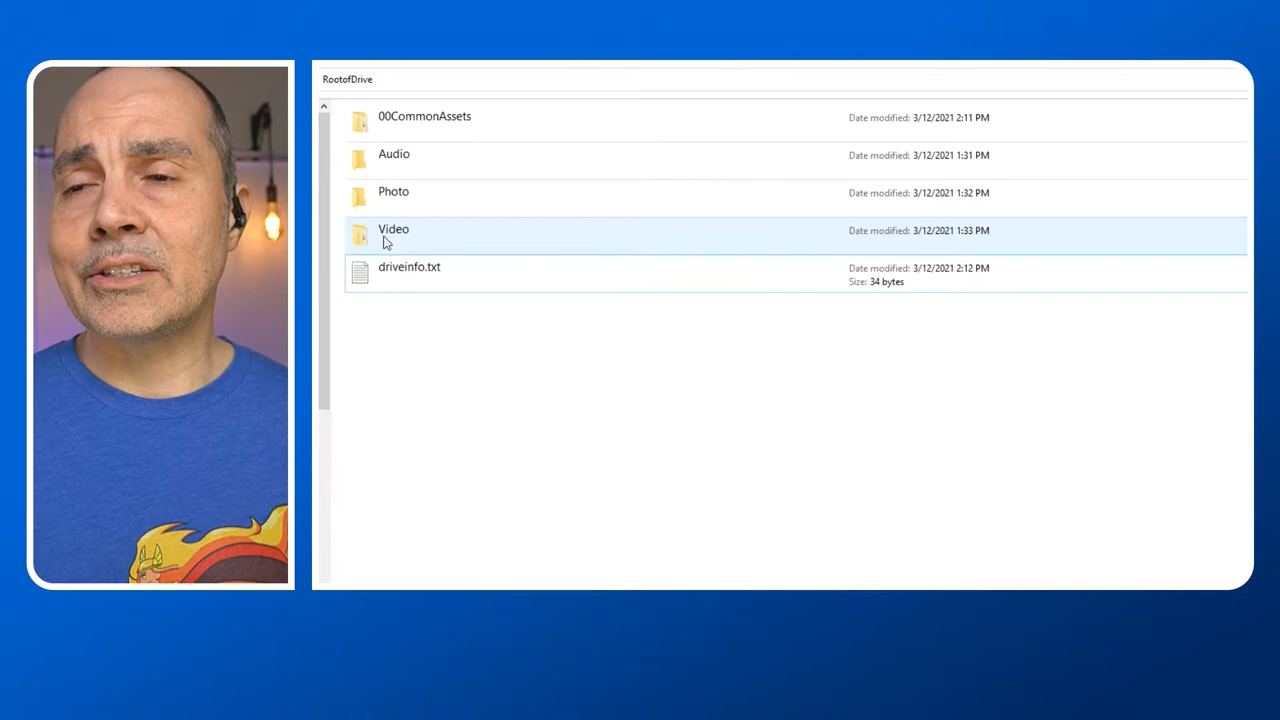 RootofDrive
00CommonAssets Date modified: 3/12/2021 2:11 PM
Audio Date modified: 3/12/2021 1:31 PM
Photo Date modified: 3/12/2021 1:32 PM
Video Date modified: 3/12/2021 1:33 PM
driveinfo.txt Date modified: 3/12/2021 2:12 PM
Size: 34 bytes